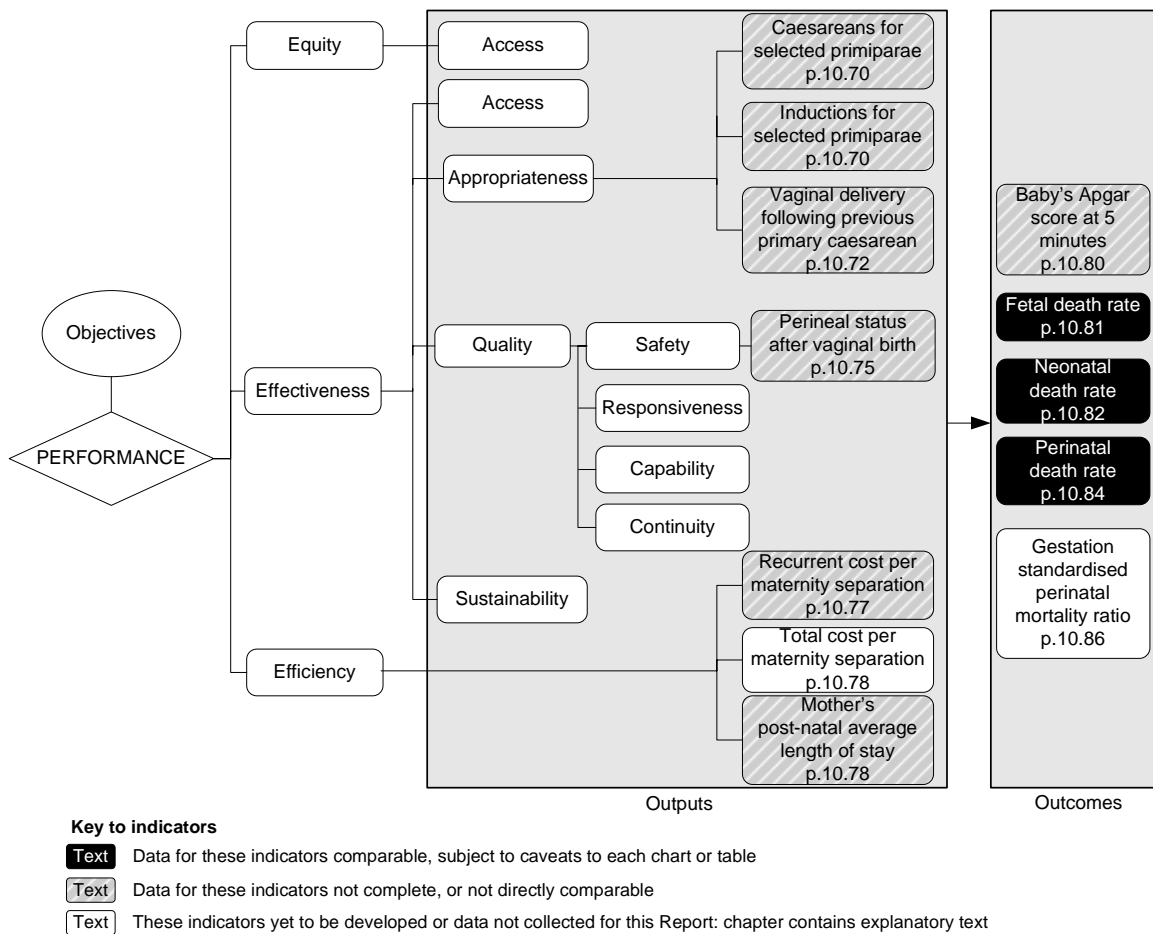 Equity
Access
Caesareans for
selected primiparae
p.10.70
Access
Inductions for
selected primiparae
p.10.70
Appropriateness
Vaginal delivery
following previous
primary caesarean
p.10.72
Baby's Apgar
score at 5
minutes
p.10.80
Objectives
Fetal death rate
p.10.81
Quality
Safety
Perineal status
after vaginal birth
p.10.75
Effectiveness
Responsiveness
Neonatal
death rate
p.10.82
PERFORMANCE
Capability
Perinatal
death rate
p.10.84
Continuity
Gestation
standardised
perinatal
mortality ratio
p.10.86
Sustainability
Recurrent cost per
maternity separation
p.10.77
Efficiency
Total cost per
maternity separation
p.10.78
Mother's
post-natal average
length of stay
p.10.78
Outputs
Outcomes
Key to indicators
Text Data for these indicators comparable, subject to caveats to each chart or table
Text Data for these indicators not complete, or not directly comparable
Text These indicators yet to be developed or data not collected for this Report: chapter contains explanatory text